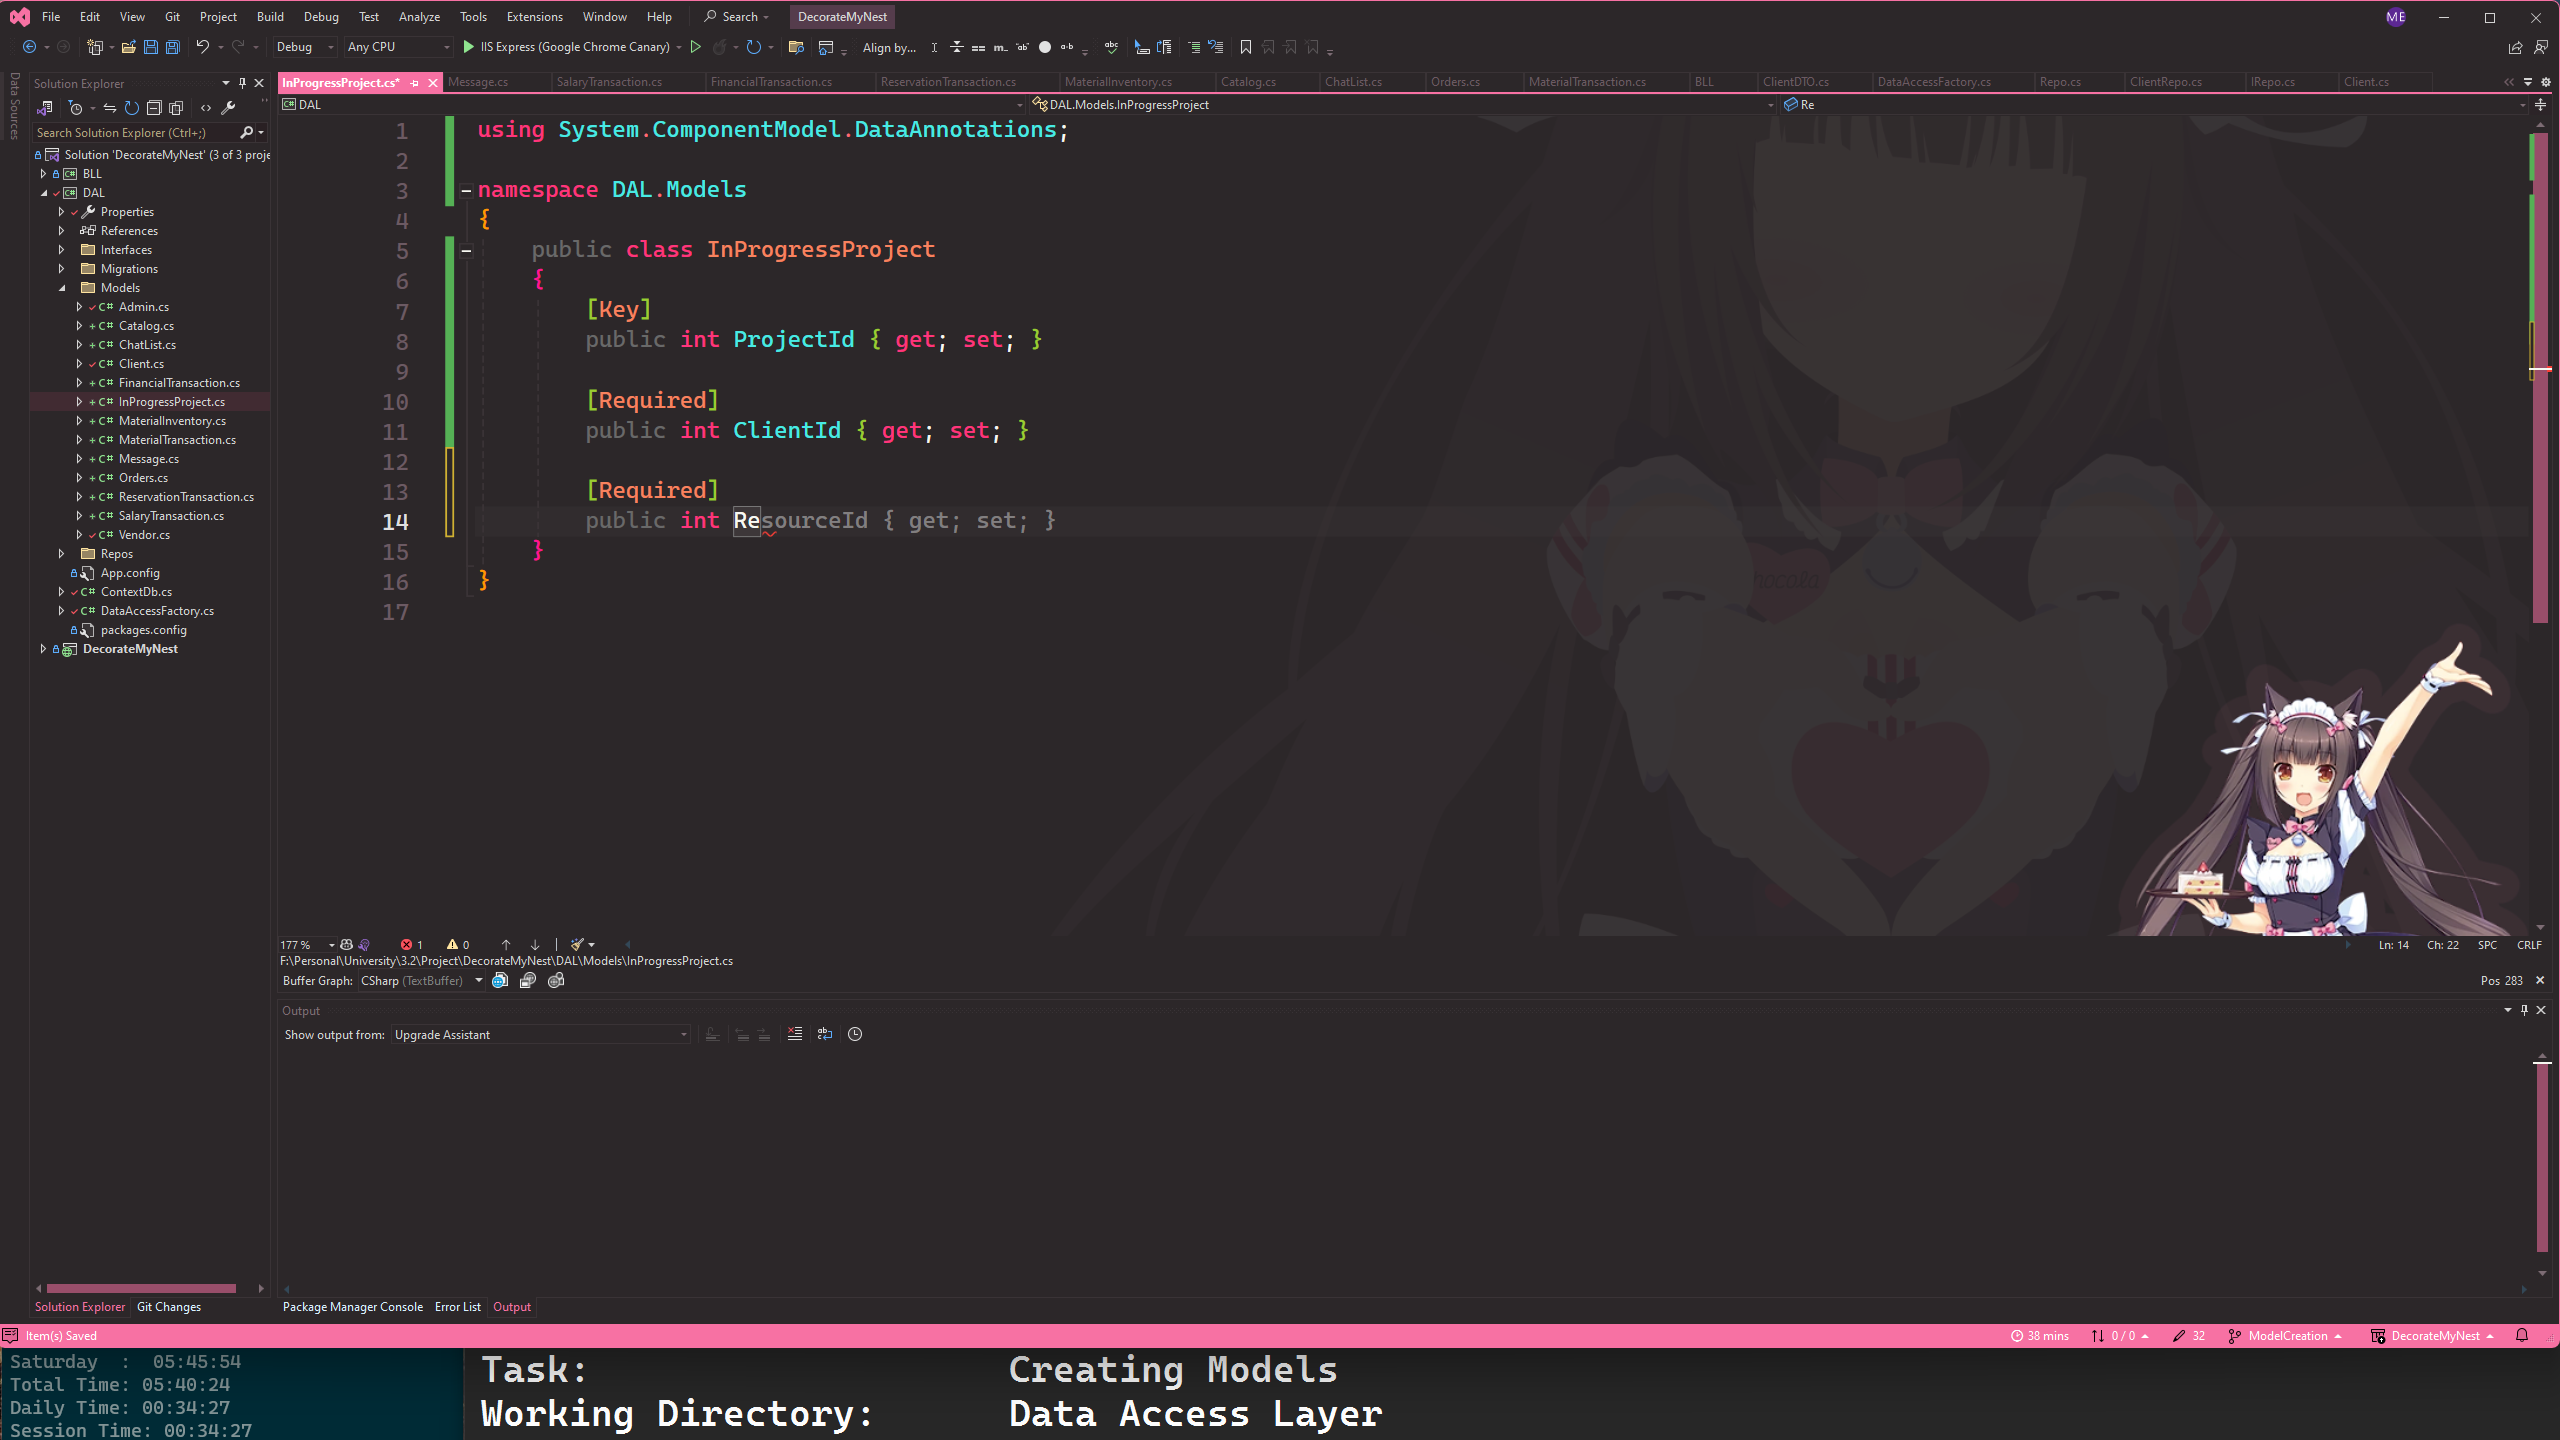 File Edit View Git Project Build Debug Test Analyze Tools Extensions Window Help Search DecorateMyNest ME
Debug Any CPU IIS Express (Google Chrome Canary) Align by...
Data Sources
Solution Explorer
Search Solution Explorer (Ctrl+;)
Solution 'DecorateMyNest' (3 of 3 proje
BLL
DAL
Properties
References
Interfaces
Migrations
Models
C# Admin.cs
C# Catalog.cs
C# ChatList.cs
C# Client.cs
C# FinancialTransaction.cs
C# InProgressProject.cs
C# MaterialInventory.cs
C# MaterialTransaction.cs
C# Message.cs
C# Orders.cs
C# ReservationTransaction.cs
C# SalaryTransaction.cs
C# Vendor.cs
Repos
App.config
C# ContextDb.cs
C# DataAccessFactory.cs
packages.config
DecorateMyNest
Solution Explorer Git Changes
InProgressProject.cs* Message.cs SalaryTransaction.cs FinancialTransaction.cs ReservationTransaction.cs MaterialInventory.cs Catalog.cs ChatList.cs Orders.cs MaterialTransaction.cs BLL ClientDTO.cs DataAccessFactory.cs Repo.cs ClientRepo.cs IRepo.cs Client.cs
DAL DAL.Models.InProgressProject Re
1 using System.ComponentModel.DataAnnotations;
2
3 namespace DAL.Models
4 {
5 public class InProgressProject
6 {
7 [Key]
8 public int ProjectId { get; set; }
9
10 [Required]
11 public int ClientId { get; set; }
12
13 [Required]
14 public int ResourceId { get; set; }
15 }
16 }
17
177 % 1 0 Ln: 14 Ch: 22 SPC CRLF
F:\Personal\University\3.2\Project\DecorateMyNest\DAL\Models\InProgressProject.cs
Buffer Graph: CSharp (TextBuffer) Pos 283
Output
Show output from: Upgrade Assistant
Package Manager Console Error List Output
Item(s) Saved 38 mins 0 / 0 32 ModelCreation DecorateMyNest
Saturday : 05:45:54
Total Time: 05:40:24
Daily Time: 00:34:27
Session Time: 00:34:27
Task: Creating Models
Working Directory: Data Access Layer